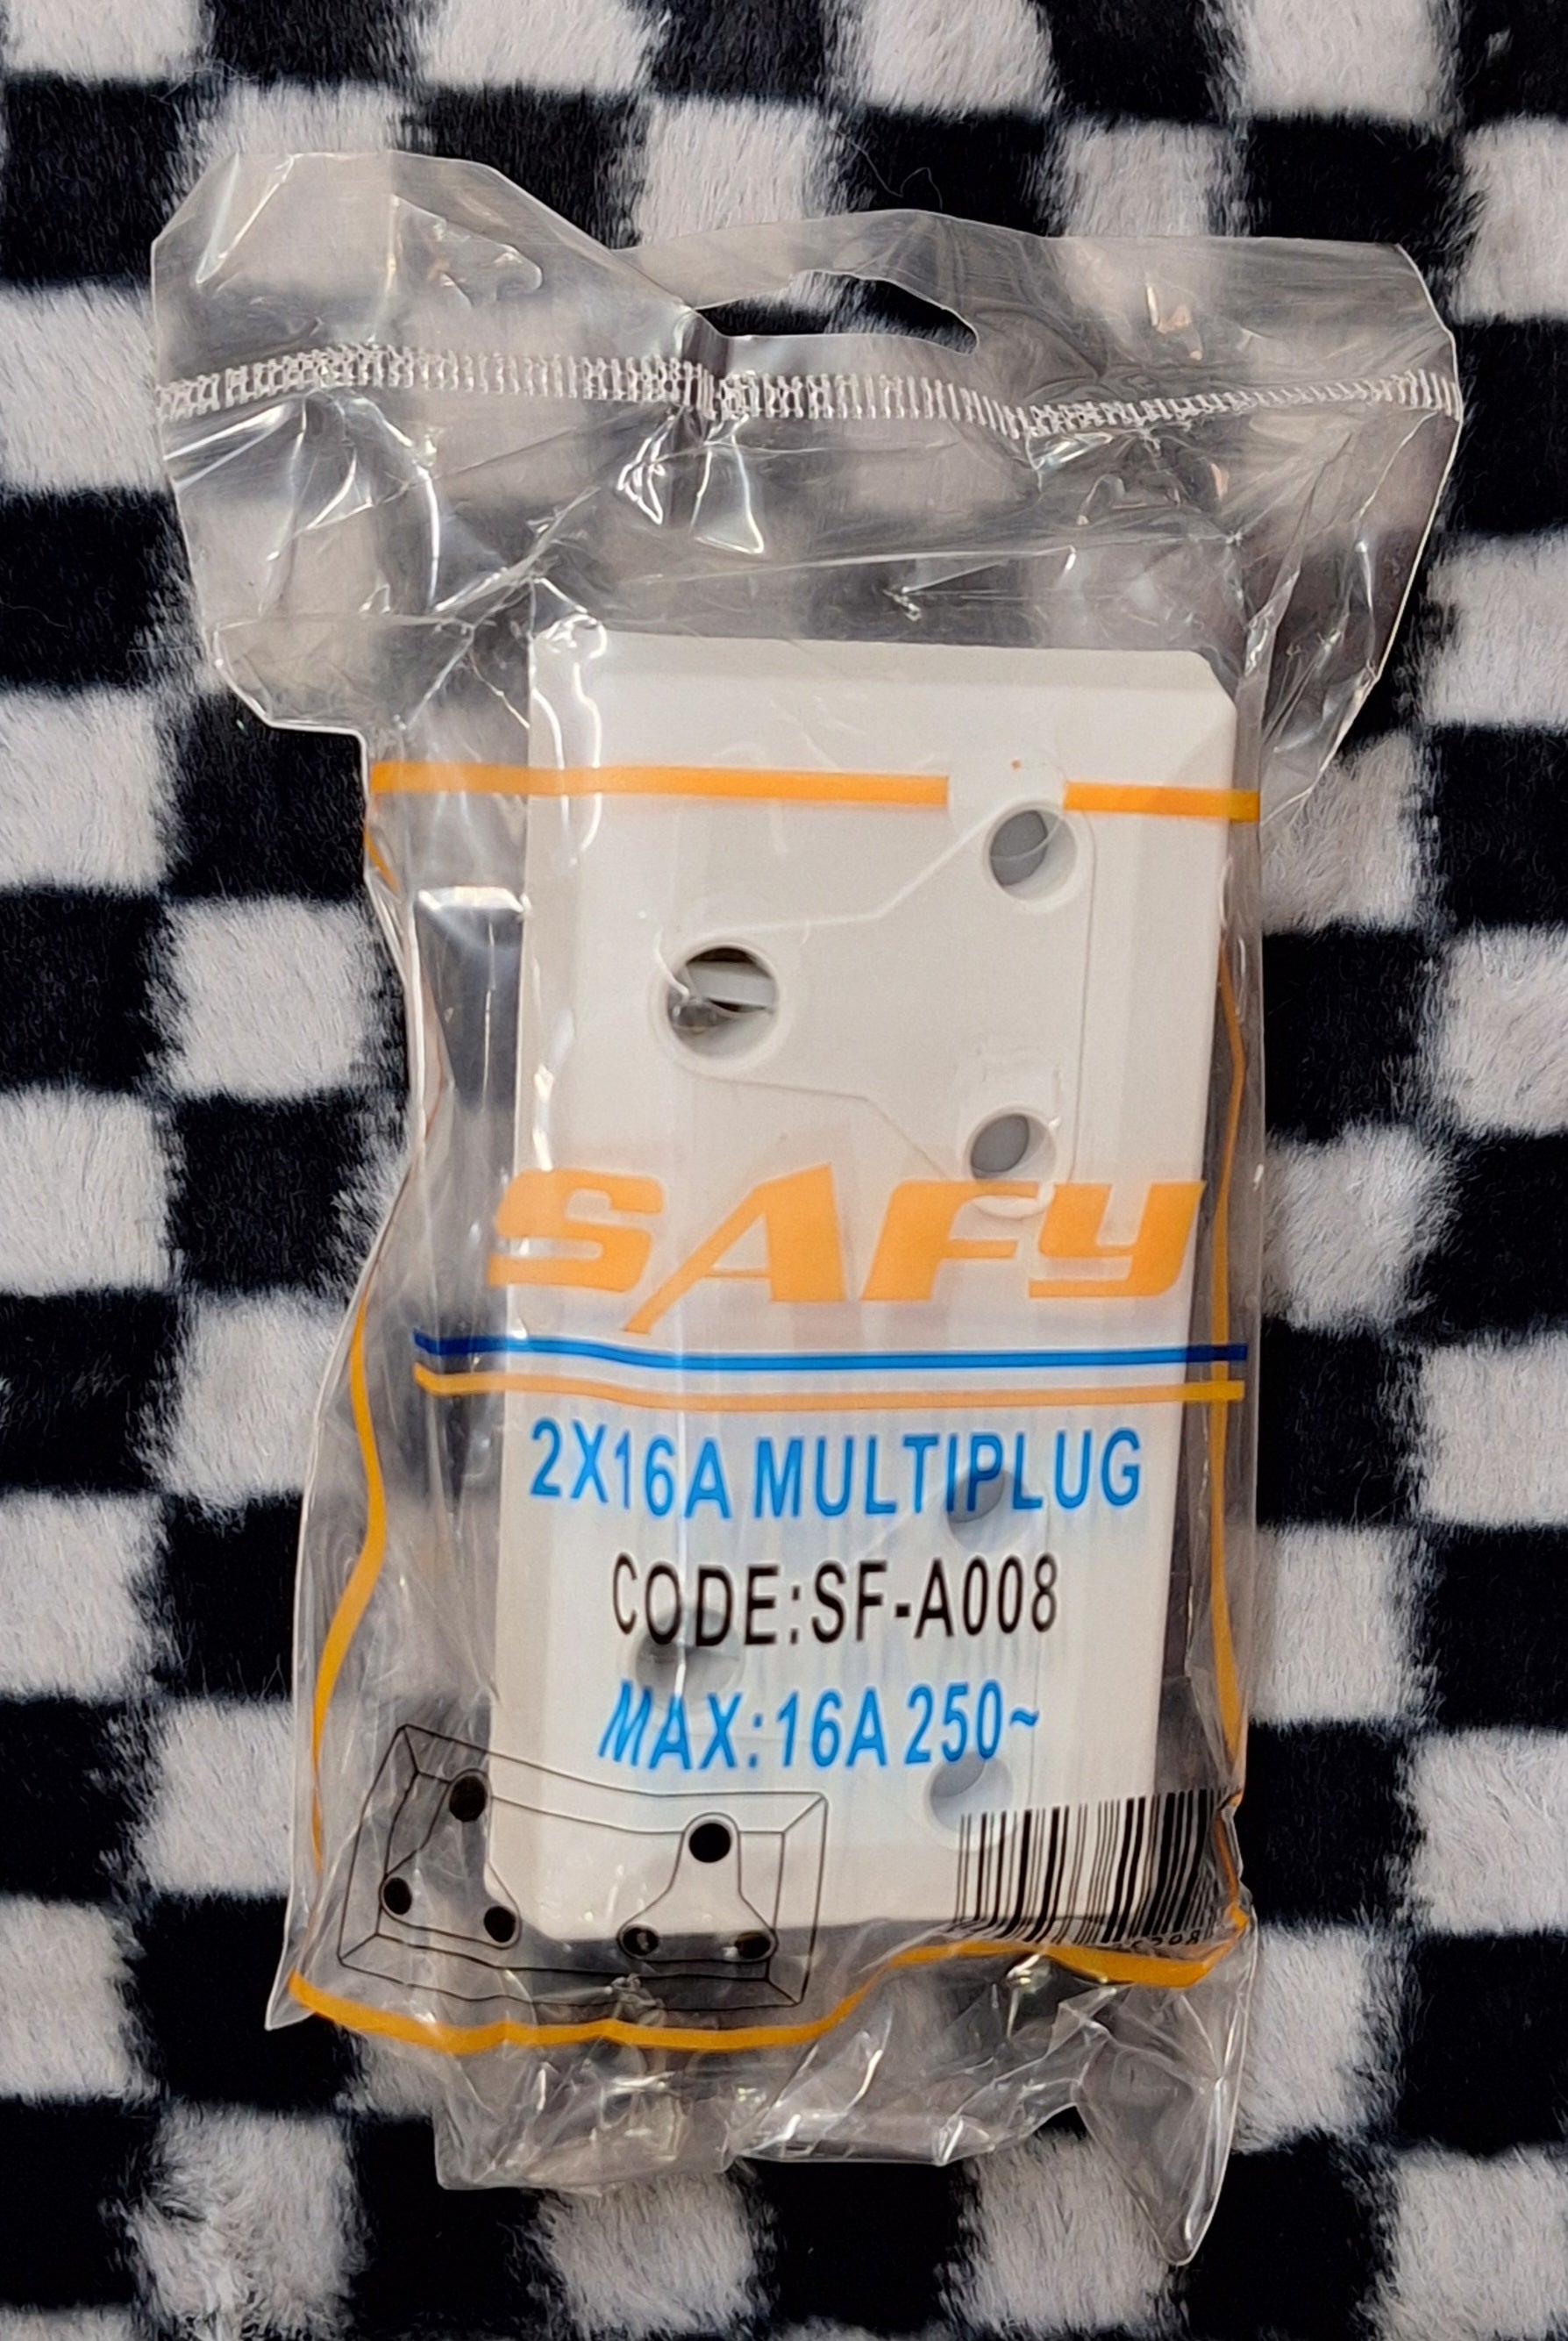 SAFY
2X16A MULTIPLUG
CODE:SF-A008
MAX:16A 250~